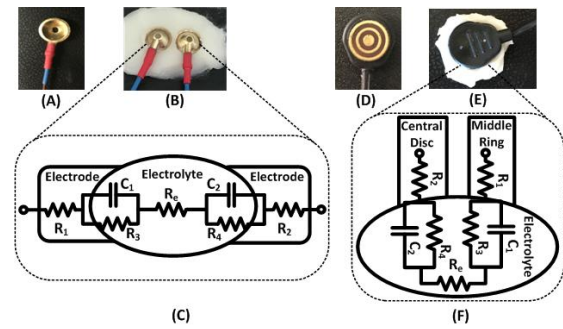 (A)
(B)
(D)
(E)
Electrode
Electrolyte
Electrode
C1
C2
Re
R1
R3
R4
R2
(C)
Central
Disc
Middle
Ring
R2
R1
C2
R4
R3
C1
Re
Electrolyte
(F)